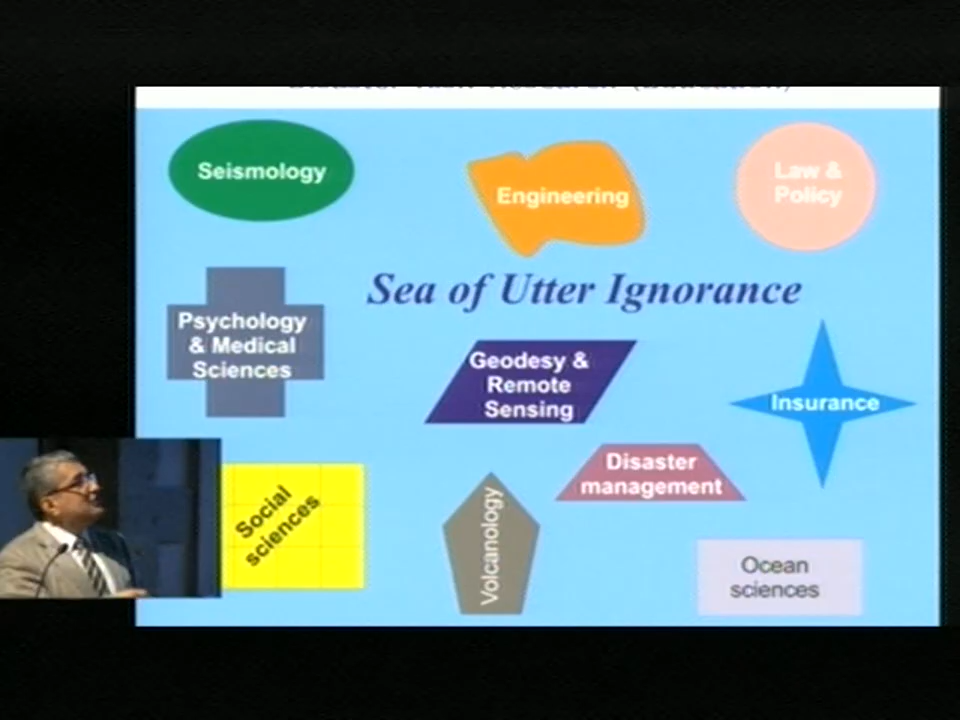 Seismology
Engineering
Law &
Policy
Sea of Utter Ignorance
Psychology
& Medical
Sciences
Geodesy &
Remote
Sensing
Insurance
Disaster
management
Social
sciences
Volcanology
Ocean
sciences